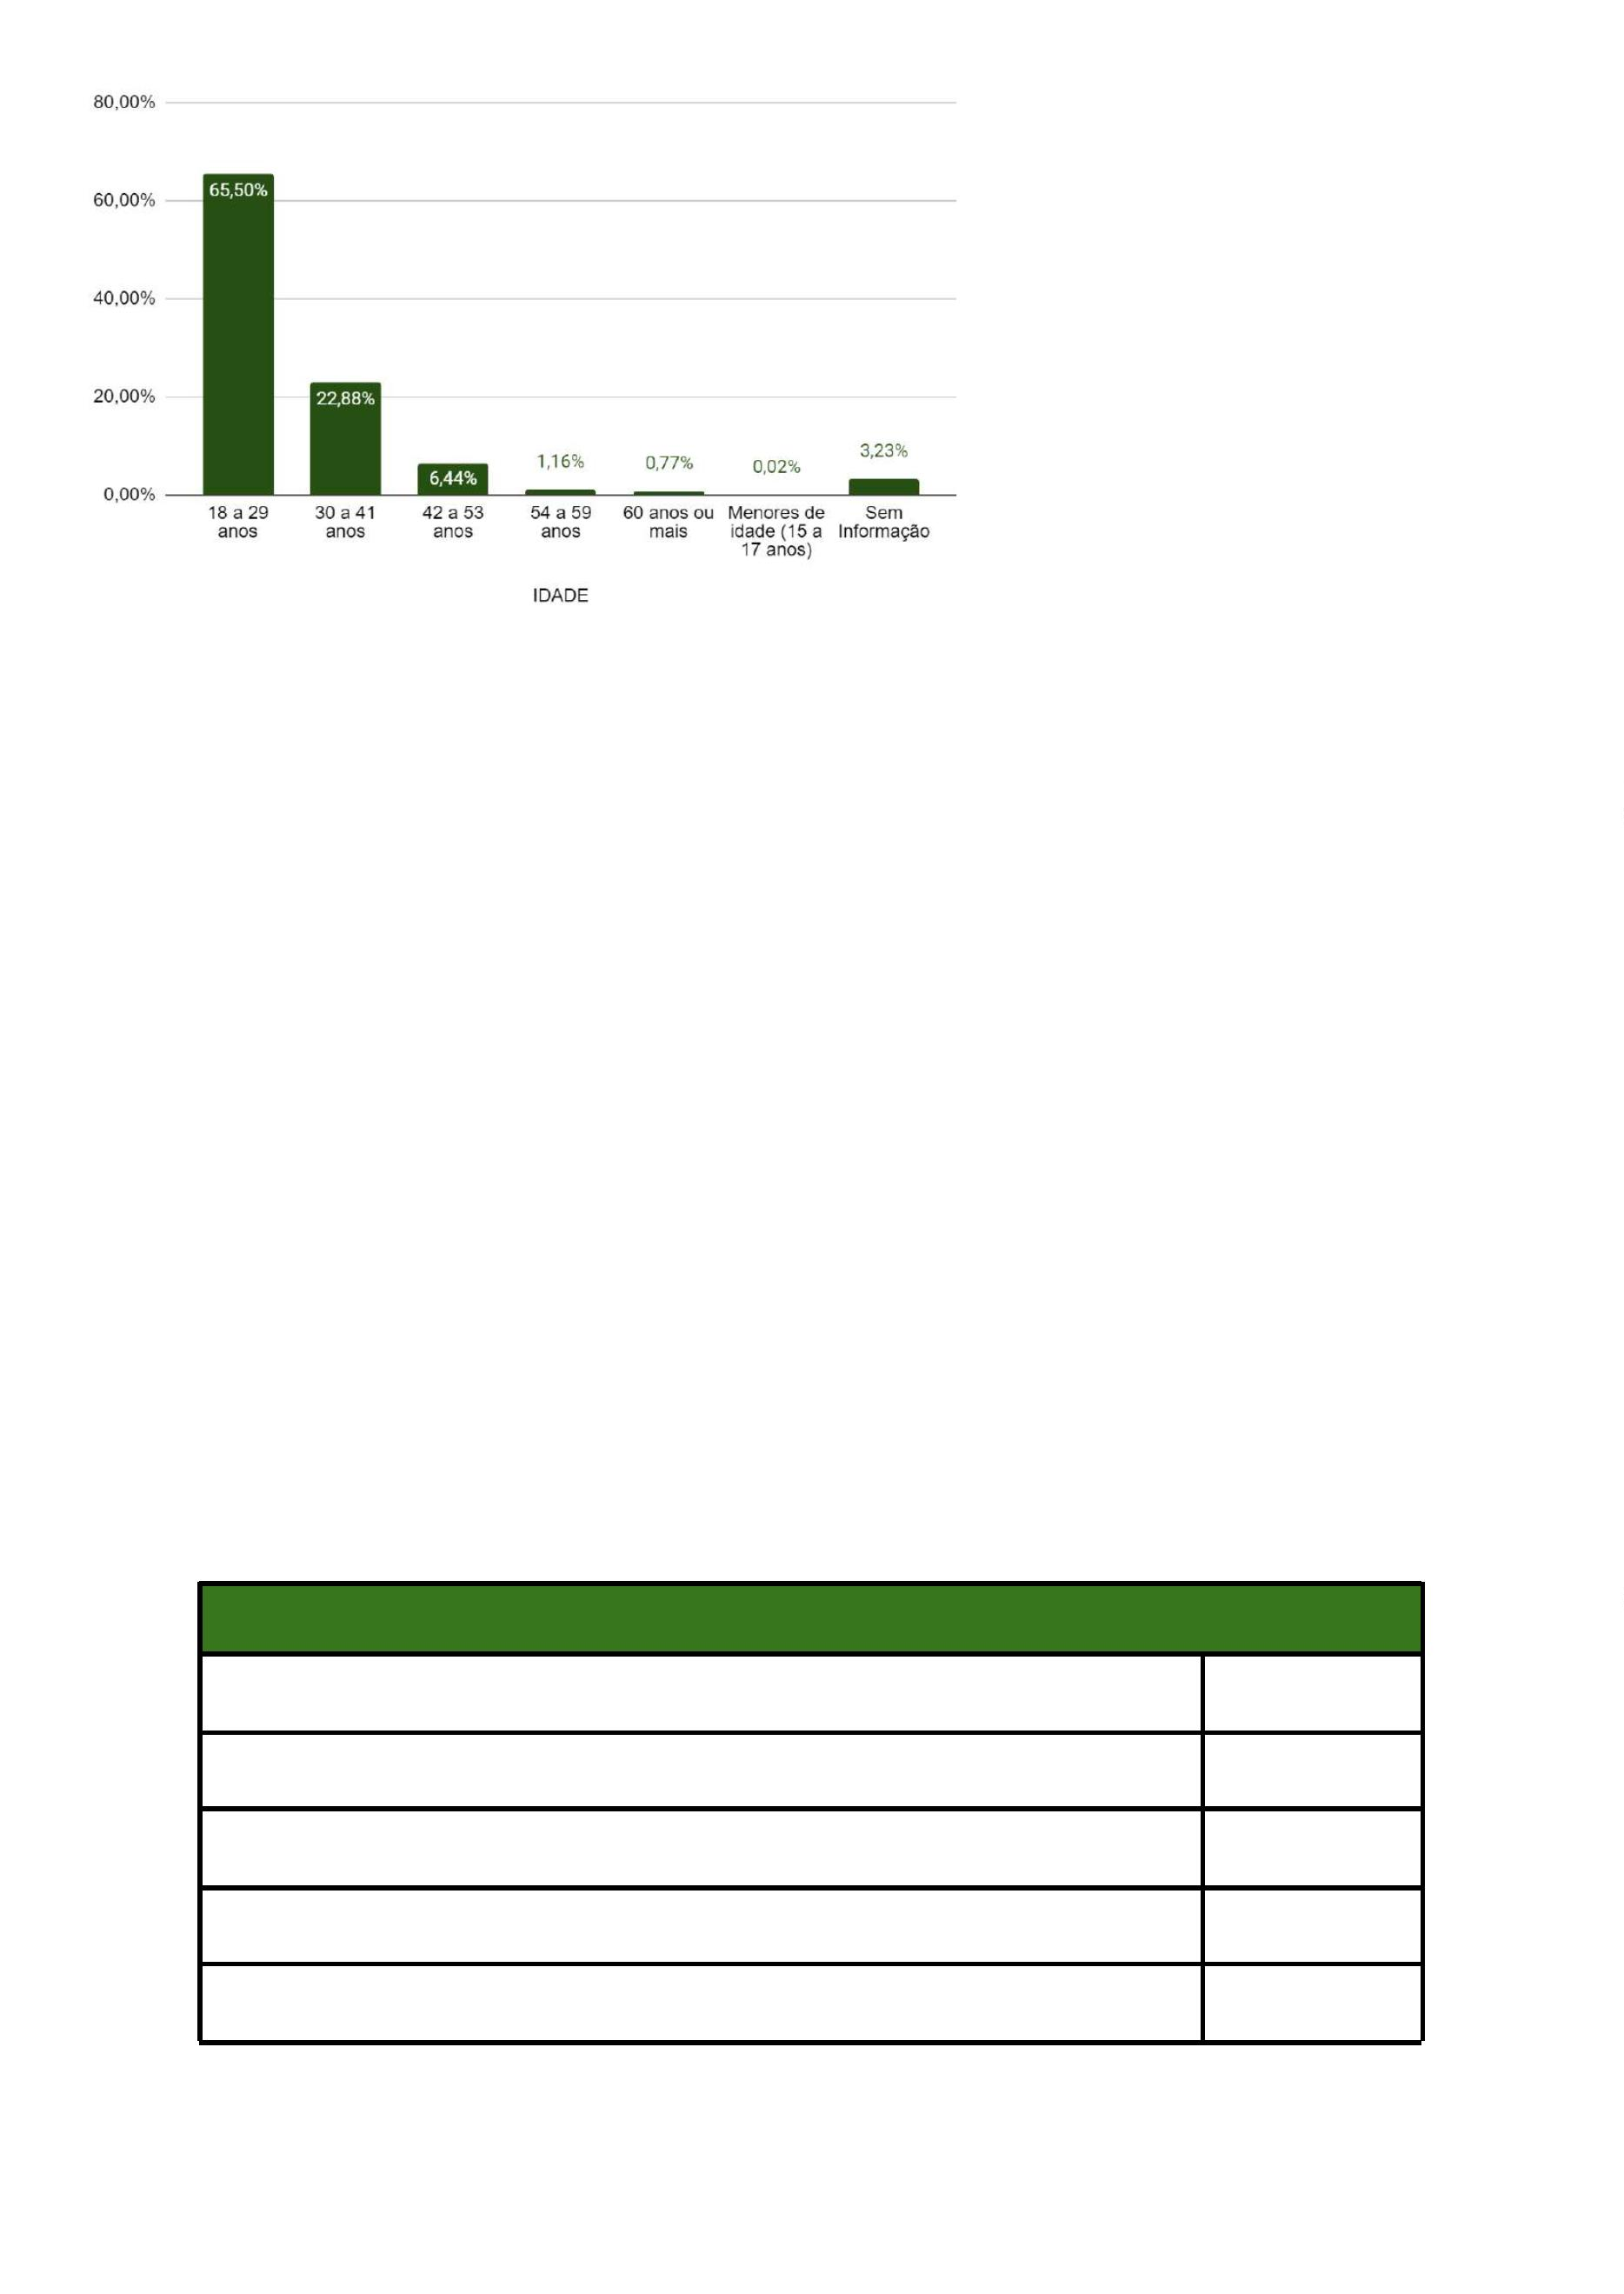 80,00%
60,00%
40,00%
20,00%
0,00%
65,50%
22,88%
6,44%
1,16%
0,77%
0,02%
3,23%
18 a 29
anos
30 a 41
anos
42 a 53
anos
54 a 59
anos
60 anos ou
mais
Menores de
idade (15 a
17 anos)
Sem
Informação
IDADE